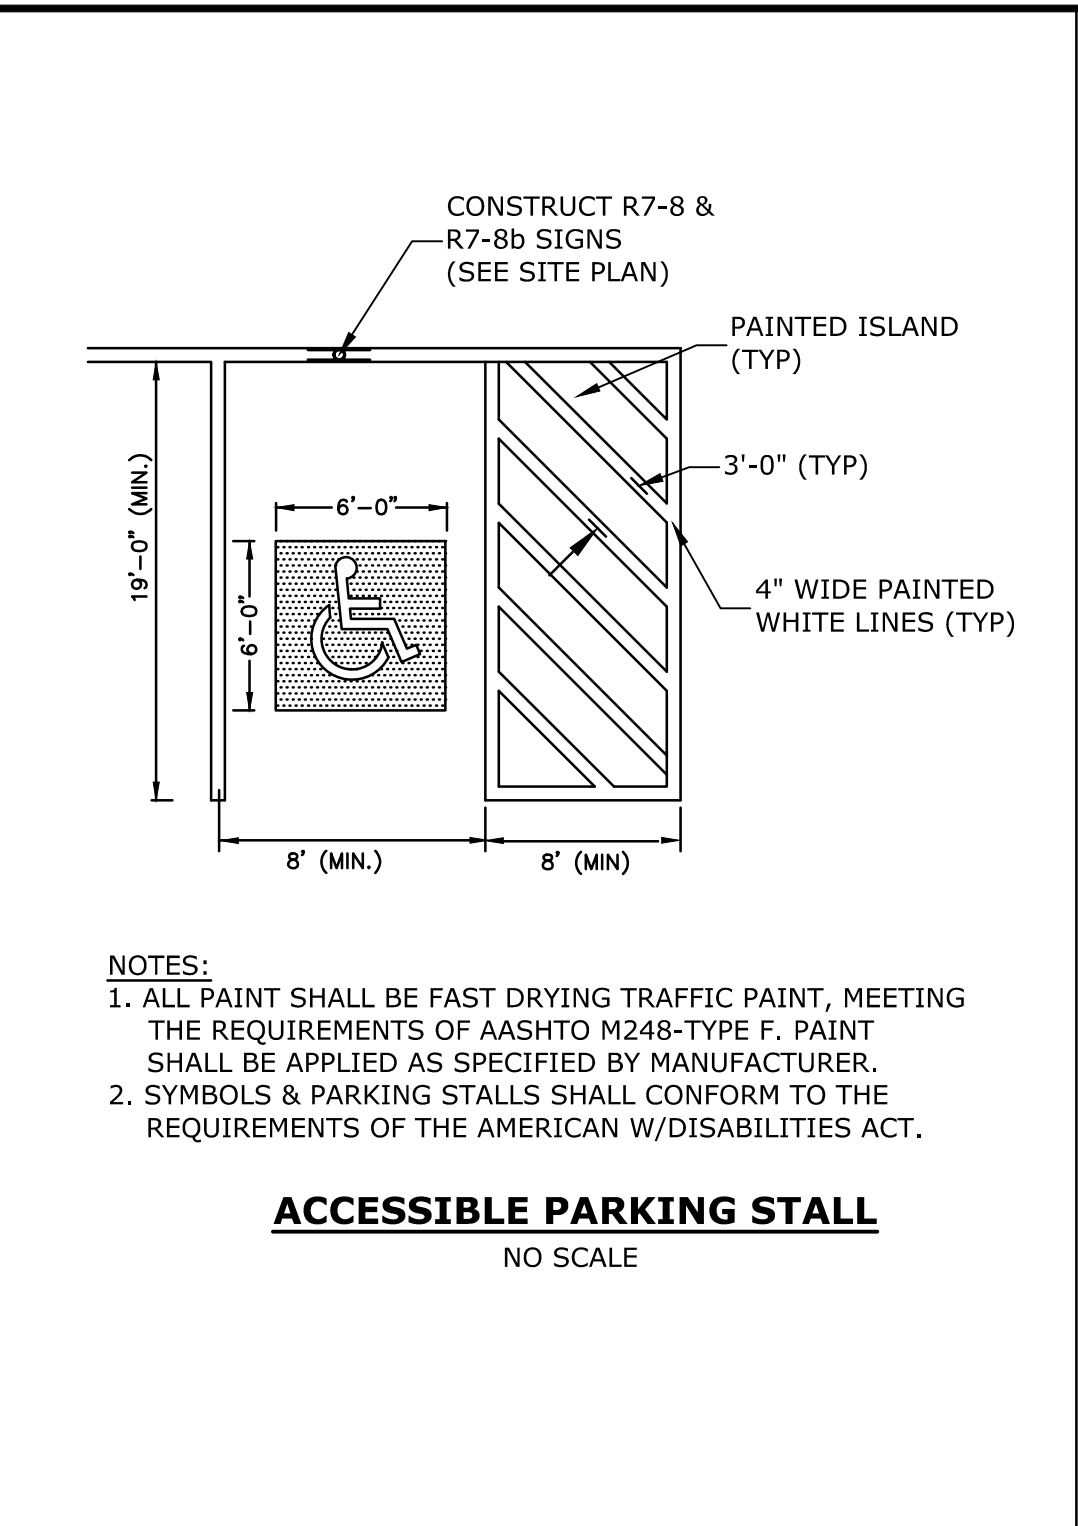 CONSTRUCT R7-8 &
R7-8b SIGNS
(SEE SITE PLAN)
PAINTED ISLAND
(TYP)
3'-0" (TYP)
19'-0" (MIN.)
6'-0"
6'-0"
4" WIDE PAINTED
WHITE LINES (TYP)
8' (MIN.)
8' (MIN)
NOTES:
1. ALL PAINT SHALL BE FAST DRYING TRAFFIC PAINT, MEETING
THE REQUIREMENTS OF AASHTO M248-TYPE F. PAINT
SHALL BE APPLIED AS SPECIFIED BY MANUFACTURER.
2. SYMBOLS & PARKING STALLS SHALL CONFORM TO THE
REQUIREMENTS OF THE AMERICAN W/DISABILITIES ACT.
ACCESSIBLE PARKING STALL
NO SCALE